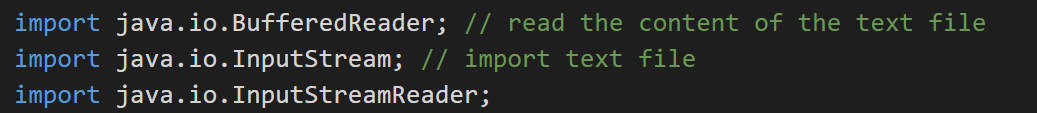 import java.io.BufferedReader; // read the content of the text file
import java.io.InputStream; // import text file
import java.io.InputStreamReader;